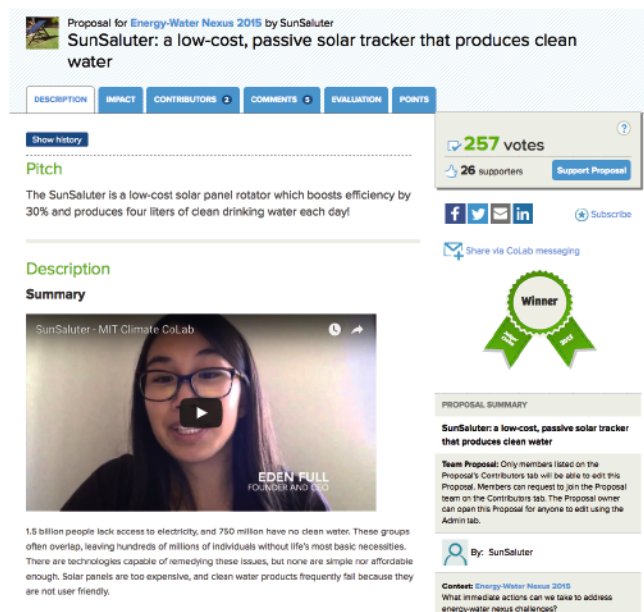 Proposal for Energy-Water Nexus 2015 by SunSaluter
SunSaluter: a low-cost, passive solar tracker that produces clean
water
DESCRIPTION
IMPACT
CONTRIBUTORS 2
COMMENTS 5
EVALUATION
POINTS
Show history
Pitch
The SunSaluter is a low-cost solar panel rotator which boosts efficiency by
30% and produces four liters of clean drinking water each day!
Description
Summary
SunSaluter - MIT Climate CoLab
EDEN FULL
FOUNDER AND CEO
1.5 billion people lack access to electricity, and 750 million have no clean water. These groups
often overlap, leaving hundreds of millions of individuals without life's most basic necessities.
There are technologies capable of remedying these issues, but none are simple nor affordable
enough. Solar panels are too expensive, and clean water products frequently fail because they
are not user friendly.
?
257 votes
26 supporters
Support Proposal
Subscribe
Share via CoLab messaging
Winner
2015
PROPOSAL SUMMARY
SunSaluter: a low-cost, passive solar tracker
that produces clean water
Team Proposal: Only members listed on the
Proposal's Contributors tab will be able to edit this
Proposal. Members can request to join the Proposal
team on the Contributors tab. The Proposal owner
can open this Proposal for anyone to edit using the
Admin tab.
By: SunSaluter
Contest: Energy-Water Nexus 2015
What immediate actions can we take to address
energy-water nexus challenges?